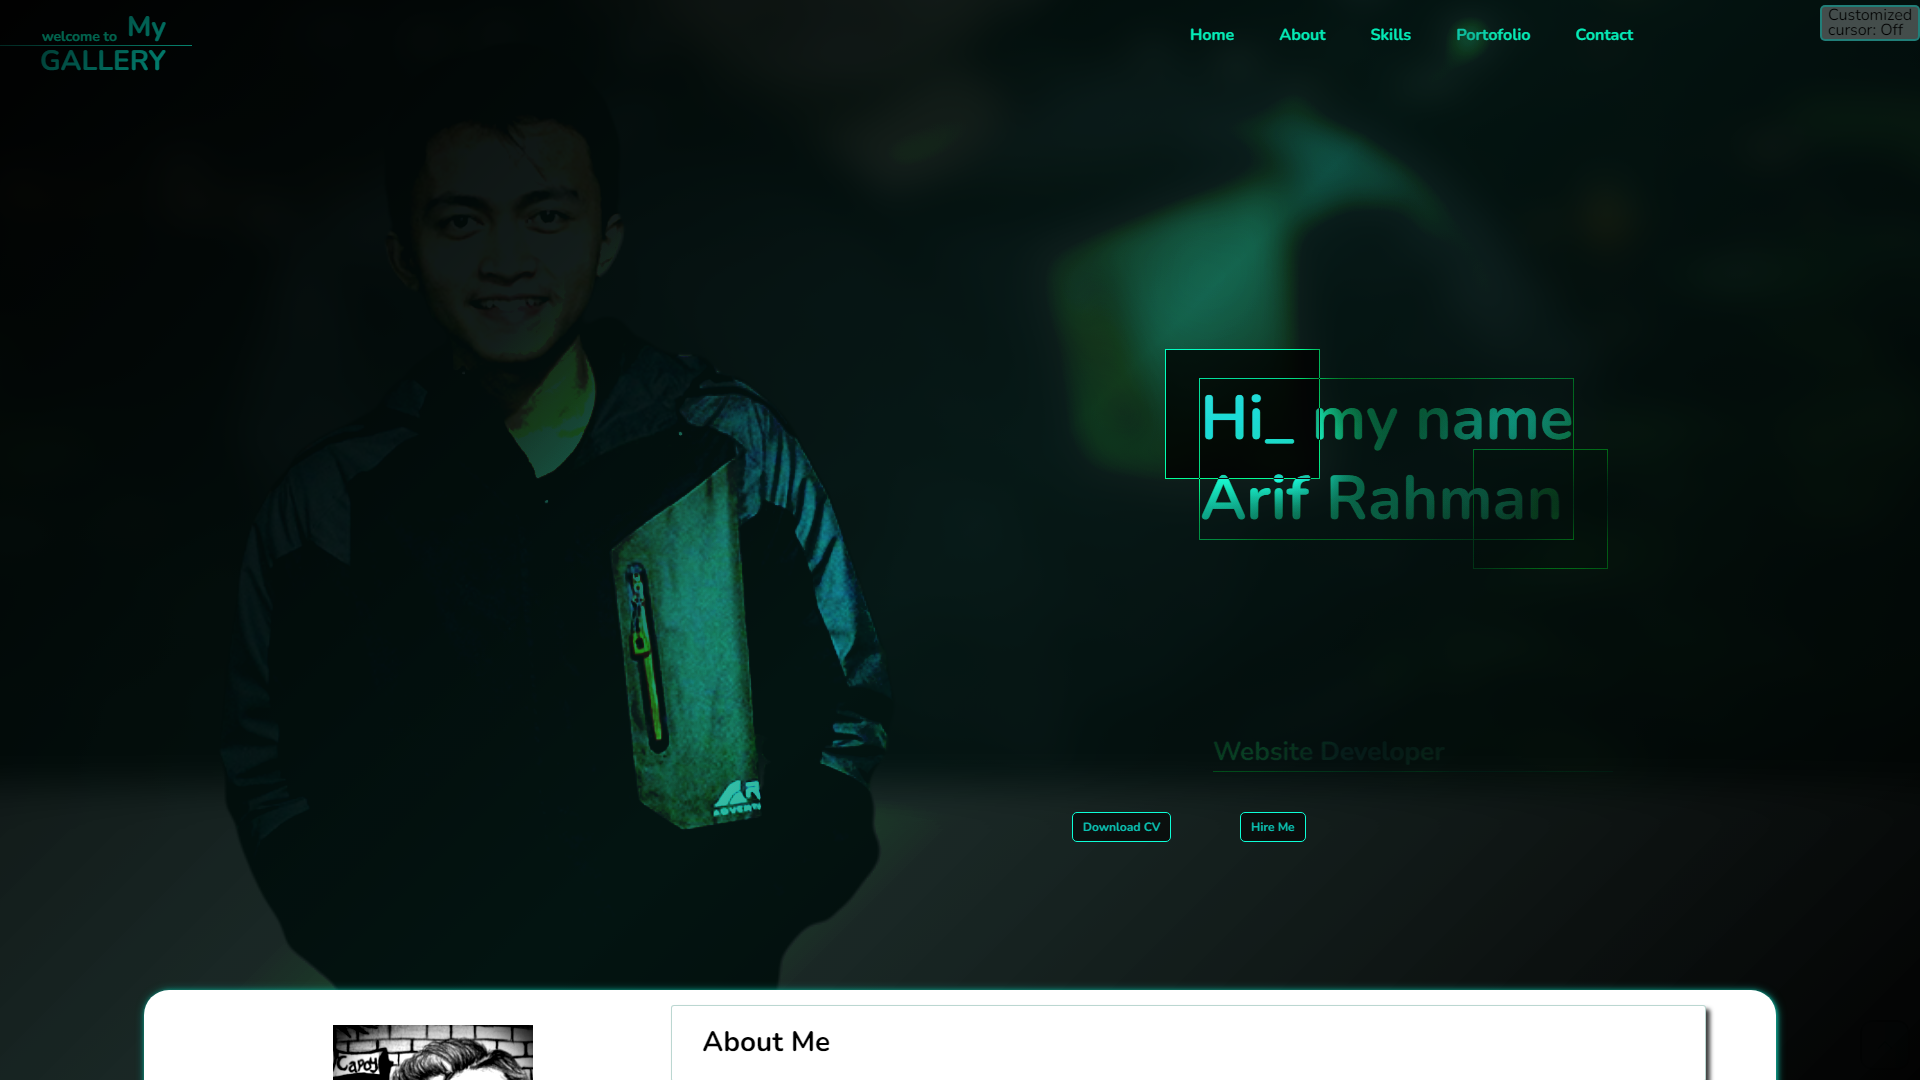 welcome to My
GALLERY
Home About Skills Portofolio Contact
Customized
cursor: Off
Hi_ my name
Arif Rahman
Website Developer
Download CV Hire Me
About Me
Capoy